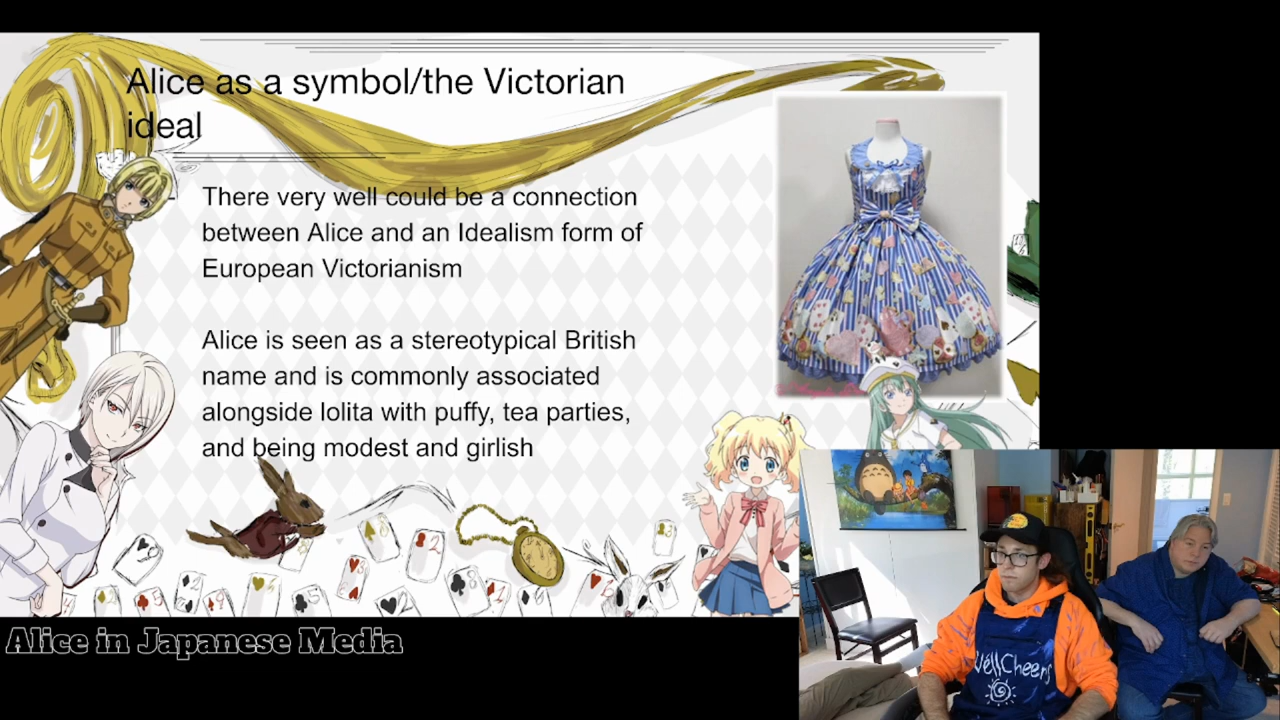 Alice as a symbol/the Victorian
ideal
There very well could be a connection
between Alice and an Idealism form of
European Victorianism
Alice is seen as a stereotypical British
name and is commonly associated
alongside lolita with puffy, tea parties,
and being modest and girlish
Alice in Japanese Media
WellCheers